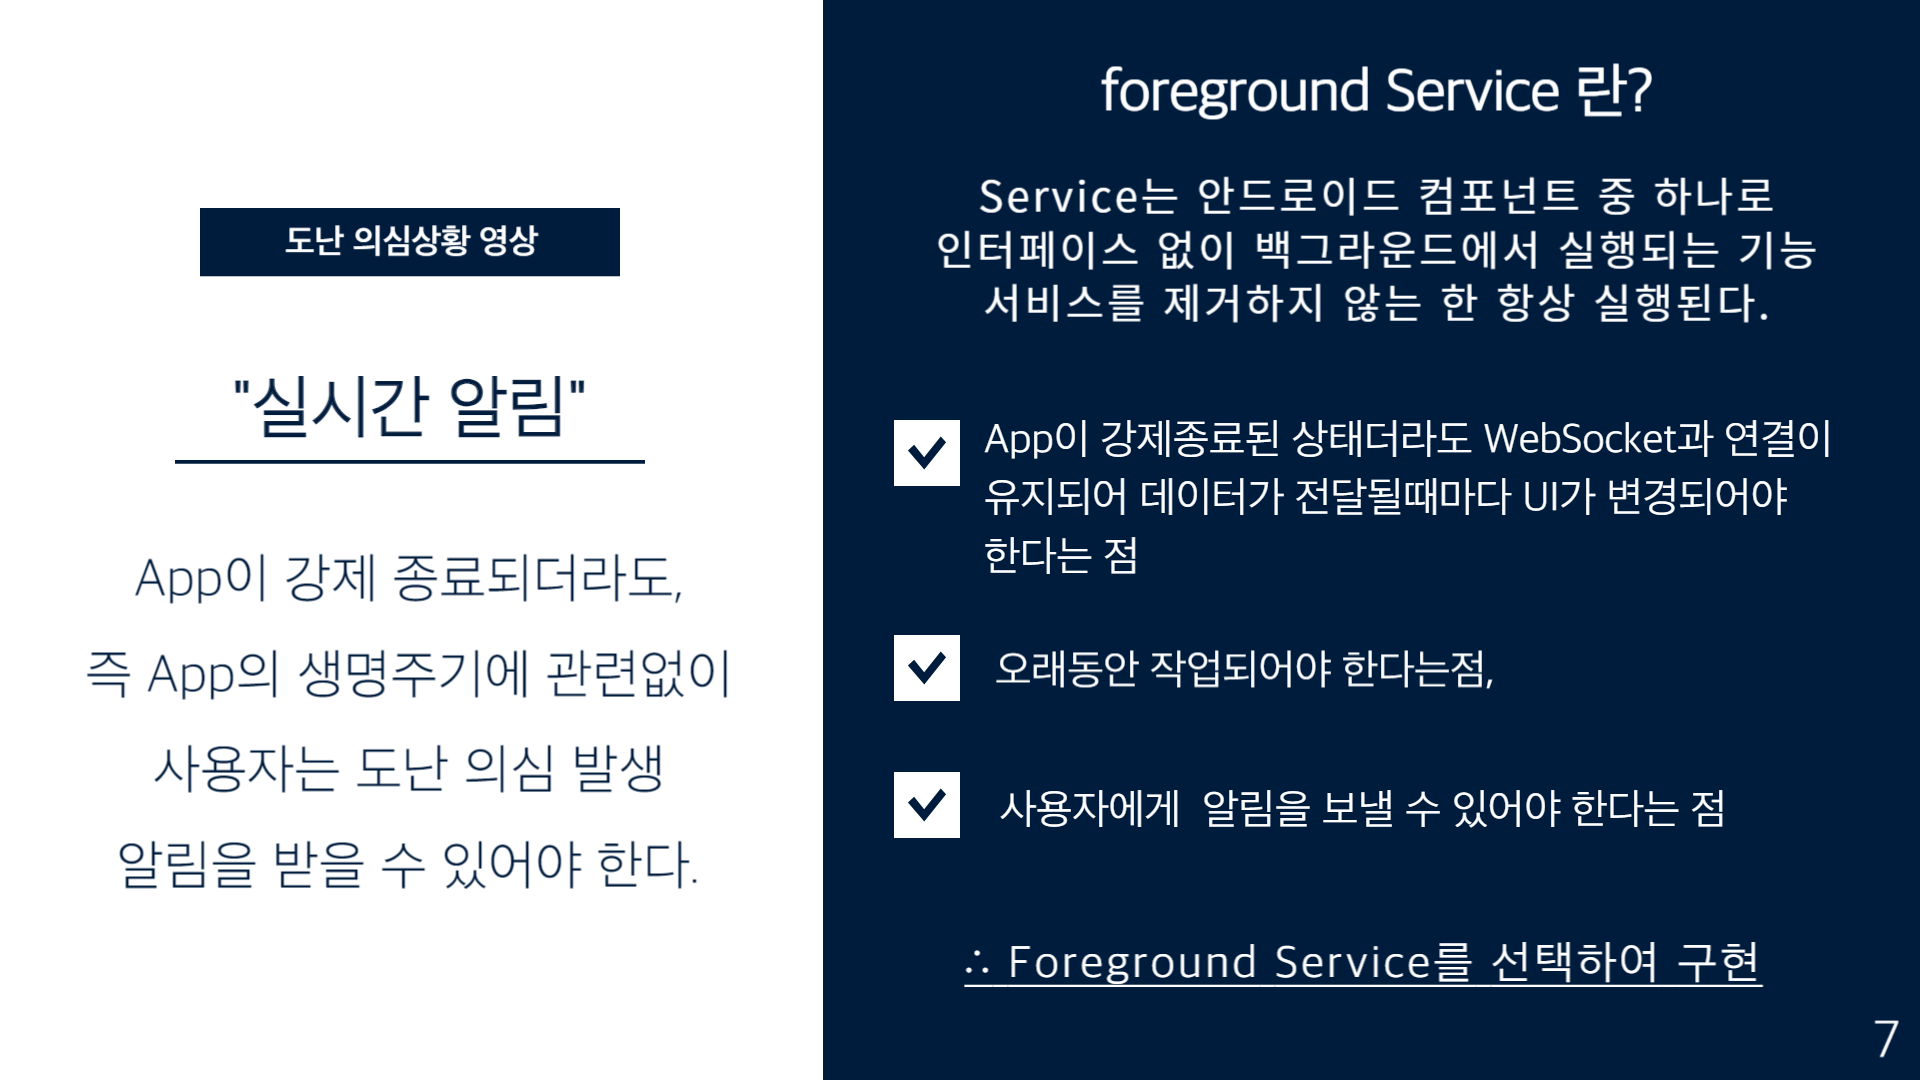 도난 의심상황 영상
"실시간 알림"
App이 강제 종료되더라도,
즉 App의 생명주기에 관련없이
사용자는 도난 의심 발생
알림을 받을 수 있어야 한다.
foreground Service 란?
Service는 안드로이드 컴포넌트 중 하나로
인터페이스 없이 백그라운드에서 실행되는 기능
서비스를 제거하지 않는 한 항상 실행된다.
App이 강제종료된 상태더라도 WebSocket과 연결이
유지되어 데이터가 전달될때마다 UI가 변경되어야
한다는 점
오래동안 작업되어야 한다는점,
사용자에게 알림을 보낼 수 있어야 한다는 점
∴ Foreground Service를 선택하여 구현
7